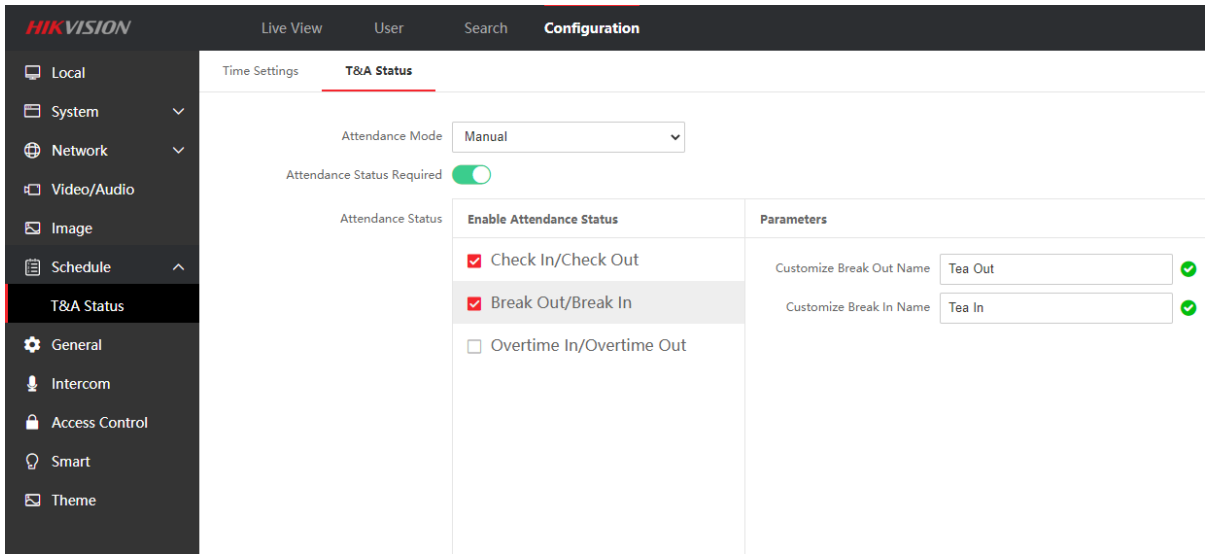 HIKVISION Live View User Search Configuration
Local
System
Network
Video/Audio
Image
Schedule
T&A Status
General
Intercom
Access Control
Smart
Theme
Time Settings T&A Status
Attendance Mode Manual
Attendance Status Required
Attendance Status Enable Attendance Status Parameters
Check In/Check Out Customize Break Out Name Tea Out
Break Out/Break In Customize Break In Name Tea In
Overtime In/Overtime Out